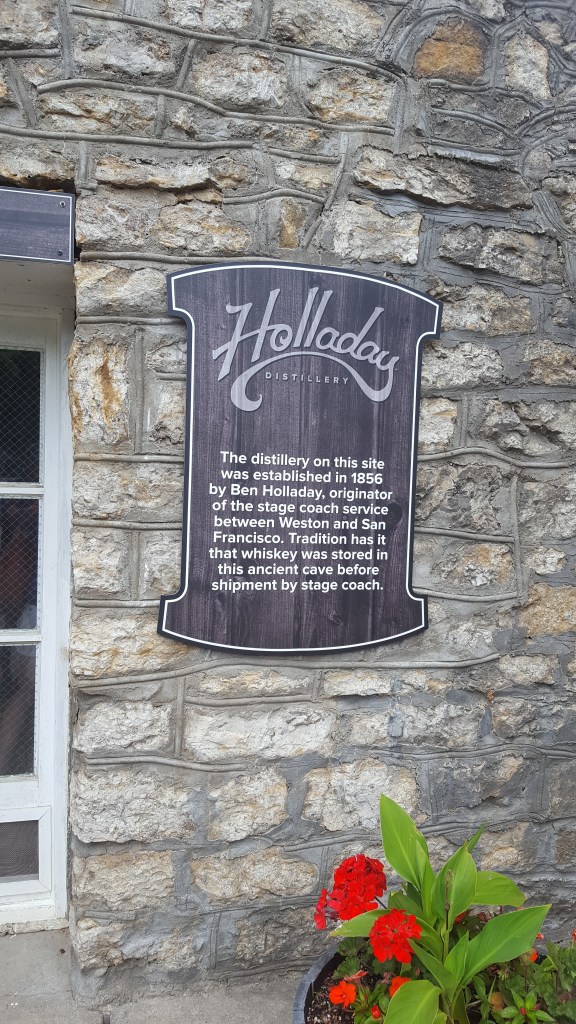 Holladay
DISTILLERY
The distillery on this site
was established in 1856
by Ben Holladay, originator
of the stage coach service
between Weston and San
Francisco. Tradition has it
that whiskey was stored in
this ancient cave before
shipment by stage coach.